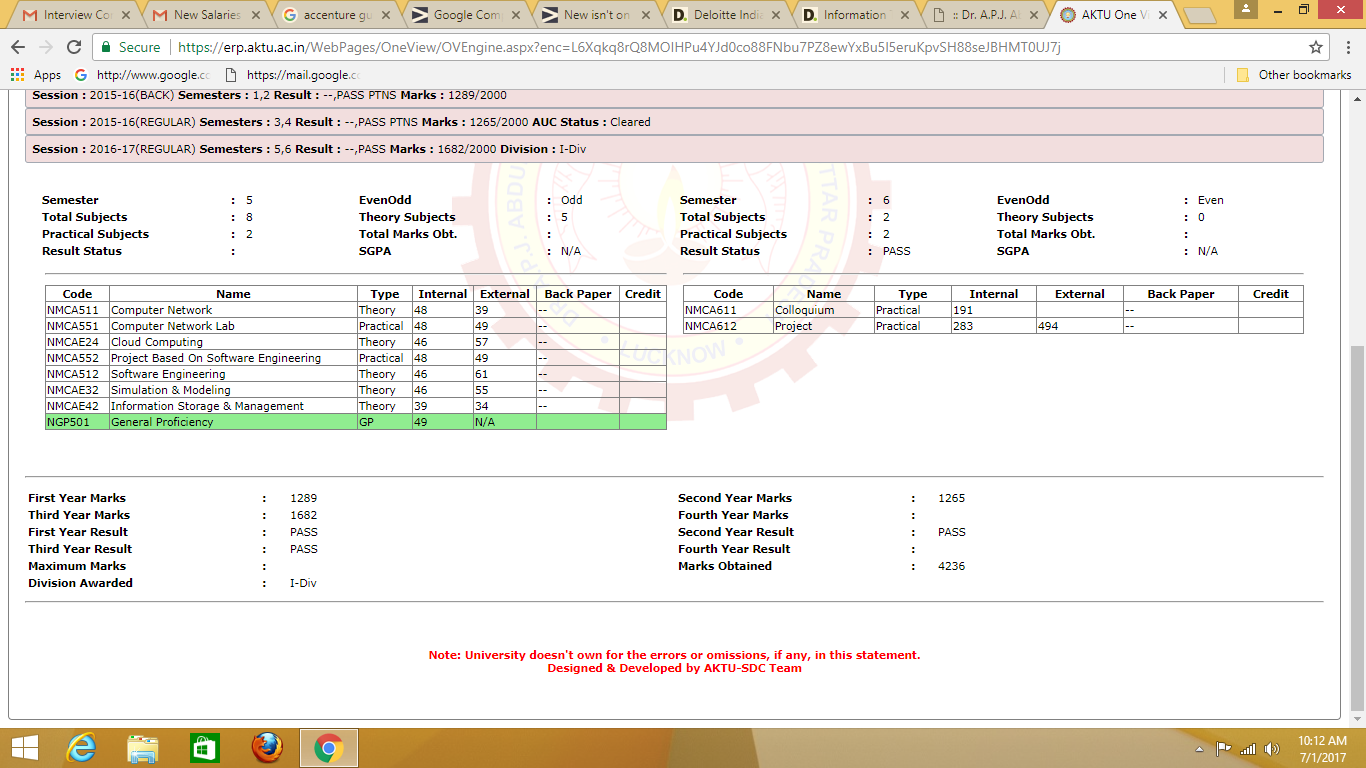 Interview Co
New Salaries
accenture gu
Google Com
New isn't on
Deloitte Indi
Information
:: Dr. A.P.J. A
AKTU One Vi
Secure
https://erp.aktu.ac.in/WebPages/OneView/OVEngine.aspx?enc=L6Xqkq8rQ8MOIHPu4YJd0co88FNbu7PZ8ewYxBu5I5eruKpvSH88seJBHMT0UJ7j
Apps http://www.google.co https://mail.google.co Other bookmarks
Session : 2015-16(BACK) Semesters : 1,2 Result : --,PASS PTNS Marks : 1289/2000
Session : 2015-16(REGULAR) Semesters : 3,4 Result : --,PASS PTNS Marks : 1265/2000 AUC Status : Cleared
Session : 2016-17(REGULAR) Semesters : 5,6 Result : --,PASS Marks : 1682/2000 Division : I-Div
Semester : 5 EvenOdd : Odd
Total Subjects : 8 Theory Subjects : 5
Practical Subjects : 2 Total Marks Obt. :
Result Status : SGPA : N/A
Code Name Type Internal External Back Paper Credit
NMCA511 Computer Network Theory 48 39 --
NMCA551 Computer Network Lab Practical 48 49 --
NMCAE24 Cloud Computing Theory 46 57 --
NMCA552 Project Based On Software Engineering Practical 48 49 --
NMCA512 Software Engineering Theory 46 61 --
NMCAE32 Simulation & Modeling Theory 46 55 --
NMCAE42 Information Storage & Management Theory 39 34 --
NGP501 General Proficiency GP 49 N/A
Semester : 6 EvenOdd : Even
Total Subjects : 2 Theory Subjects : 0
Practical Subjects : 2 Total Marks Obt. :
Result Status : PASS SGPA : N/A
Code Name Type Internal External Back Paper Credit
NMCA611 Colloquium Practical 191 --
NMCA612 Project Practical 283 494 --
LUCKNOW
First Year Marks : 1289 Second Year Marks : 1265
Third Year Marks : 1682 Fourth Year Marks :
First Year Result : PASS Second Year Result : PASS
Third Year Result : PASS Fourth Year Result :
Maximum Marks : Marks Obtained : 4236
Division Awarded : I-Div
Note: University doesn't own for the errors or omissions, if any, in this statement.
Designed & Developed by AKTU-SDC Team
10:12 AM
7/1/2017